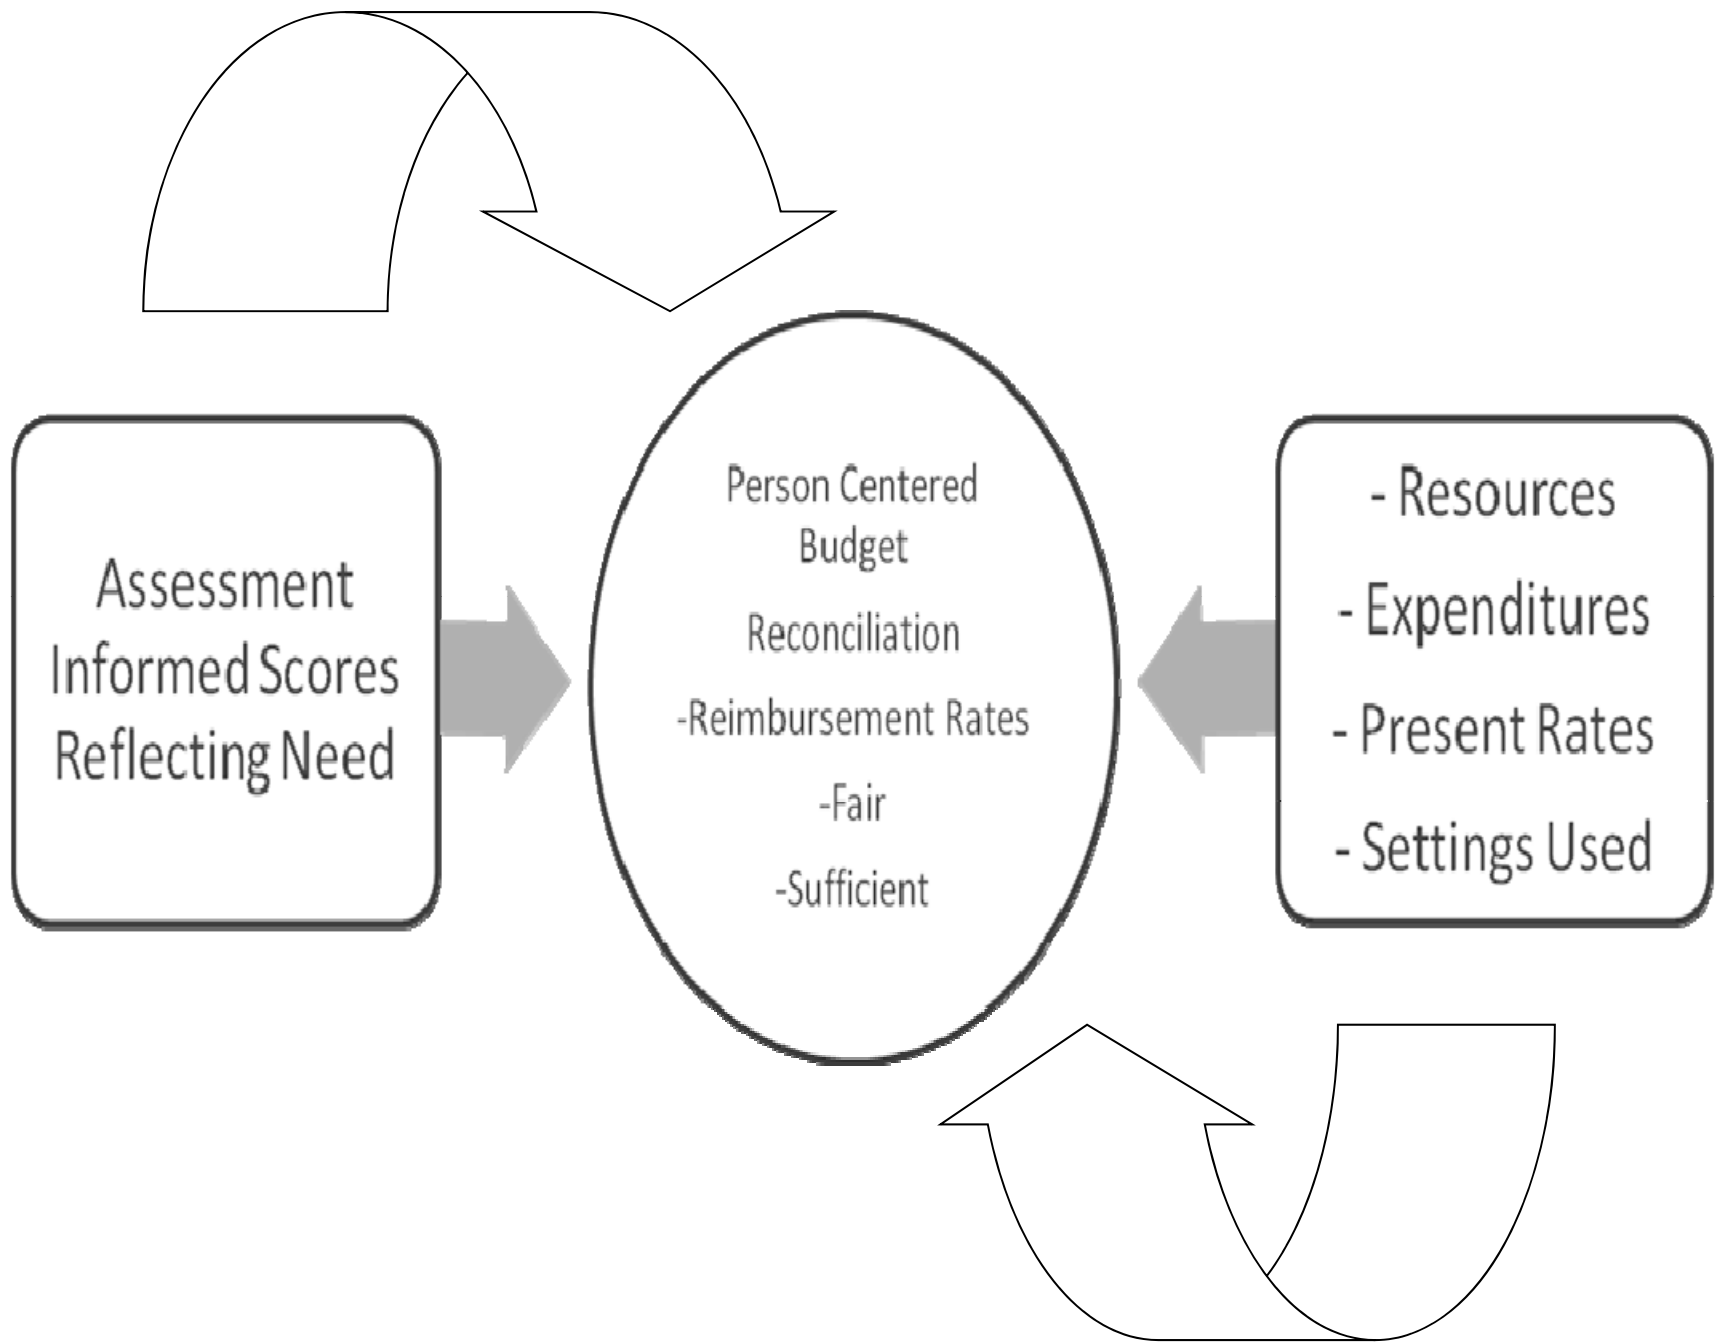 Assessment
Informed Scores
Reflecting Need
Person Centered
Budget
Reconciliation
-Reimbursement Rates
-Fair
-Sufficient
- Resources
- Expenditures
- Present Rates
- Settings Used